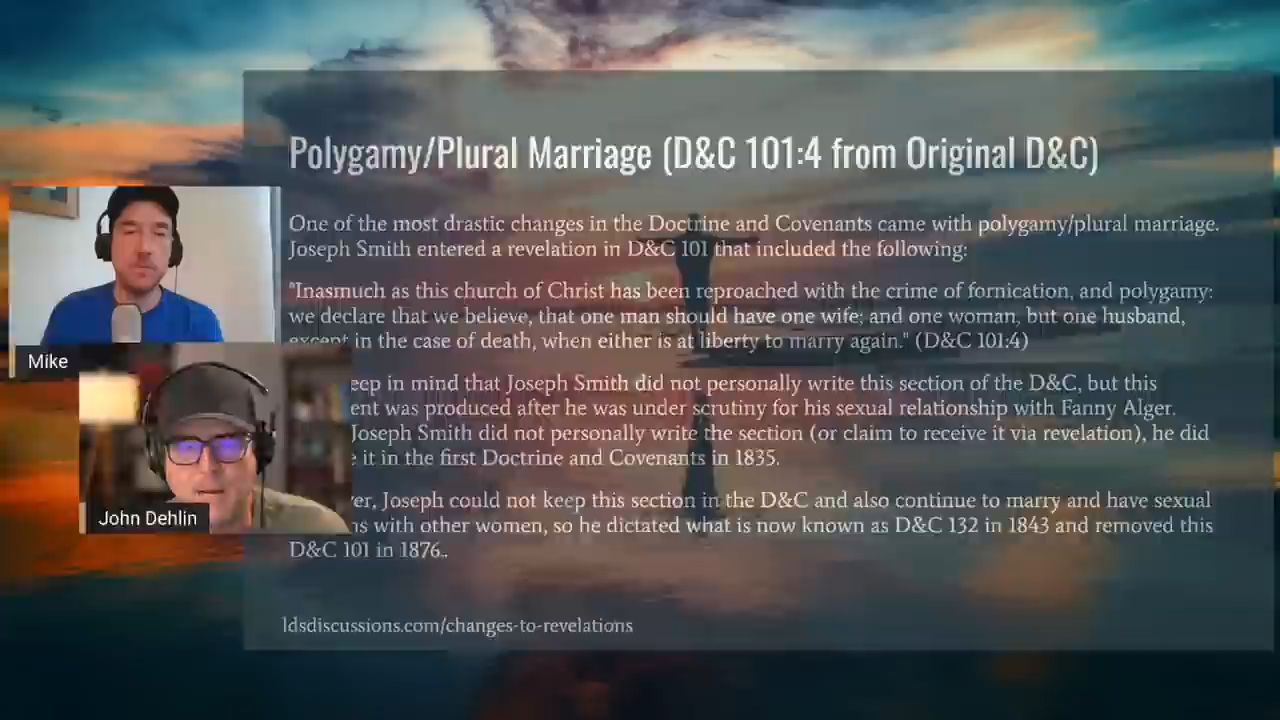 Polygamy/Plural Marriage (D&C 101:4 from Original D&C)
One of the most drastic changes in the Doctrine and Covenants came with polygamy/plural marriage.
Joseph Smith entered a revelation in D&C 101 that included the following:
"Inasmuch as this church of Christ has been reproached with the crime of fornication, and polygamy:
we declare that we believe, that one man should have one wife; and one woman, but one husband,
except in the case of death, when either is at liberty to marry again." (D&C 101:4)
eep in mind that Joseph Smith did not personally write this section of the D&C, but this
ent was produced after he was under scrutiny for his sexual relationship with Fanny Alger.
Joseph Smith did not personally write the section (or claim to receive it via revelation), he did
e it in the first Doctrine and Covenants in 1835.
er, Joseph could not keep this section in the D&C and also continue to marry and have sexual
ns with other women, so he dictated what is now known as D&C 132 in 1843 and removed this
D&C 101 in 1876..
ldsdiscussions.com/changes-to-revelations
Mike
John Dehlin